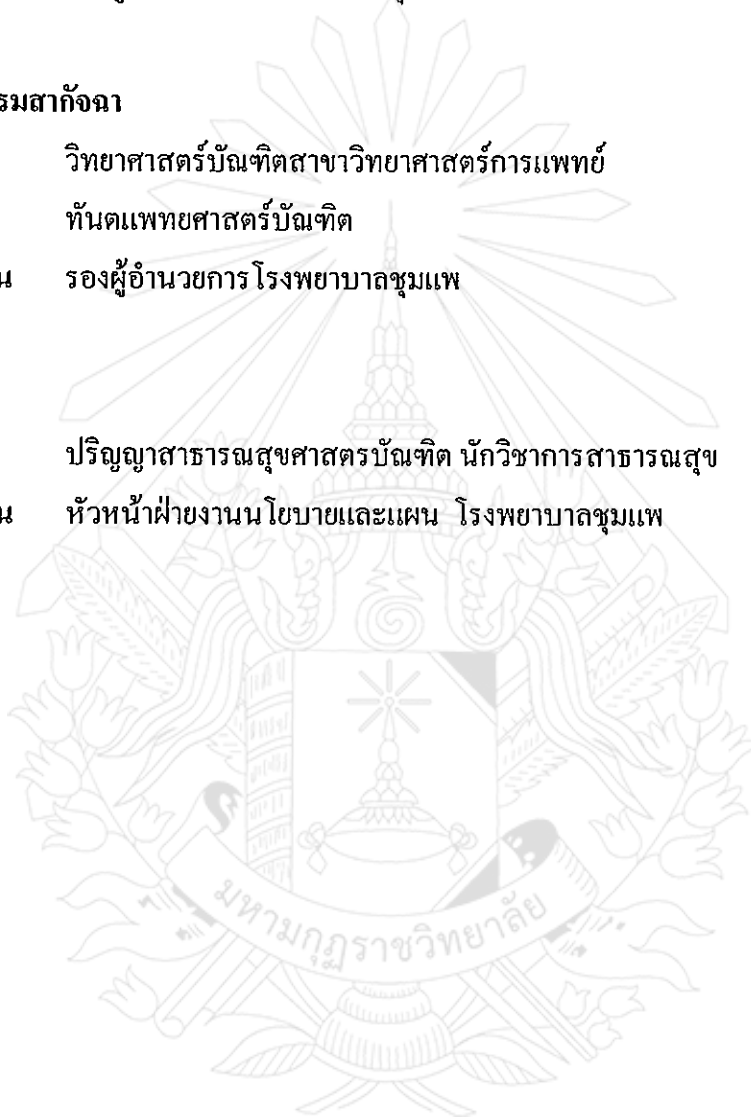 รมสากัจฉา
วิทยาศาสตร์บัณฑิตสาขาวิทยาศาสตร์การแพทย์
ทันตแพทยศาสตร์บัณฑิต
น รองผู้อำนวยการโรงพยาบาลชุมแพ
ปริญญาสาธารณสุขศาสตรบัณฑิต นักวิชาการสาธารณสุข
น หัวหน้าฝ่ายงานนโยบายและแผน โรงพยาบาลชุมแพ
มหามกุฏราชวิทยาลัย